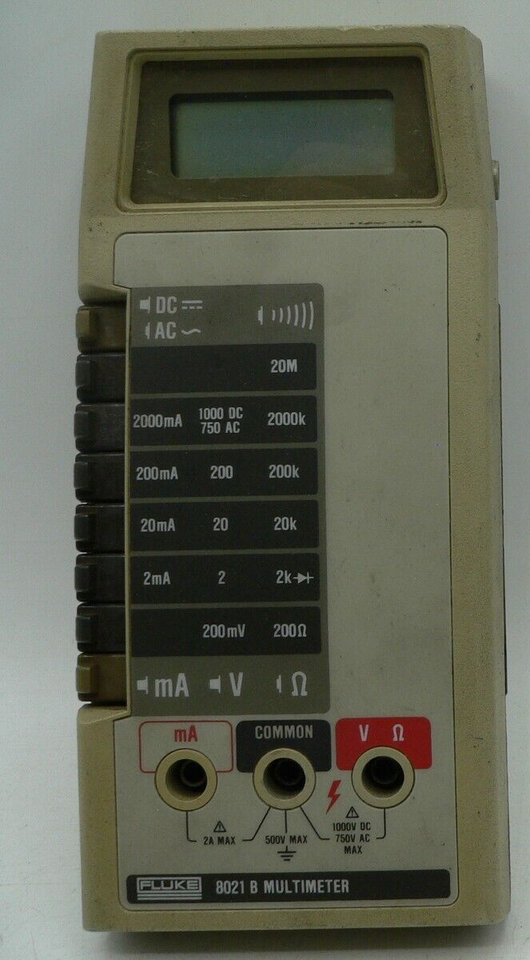 DC
AC
20M
2000mA 1000 DC 2000k
750 AC
200mA 200 200k
20mA 20 20k
2mA 2 2k
200mV 200Ω
mA V Ω
mA COMMON V Ω
2A MAX 500V MAX 1000V DC
750V AC
MAX
FLUKE 8021 B MULTIMETER